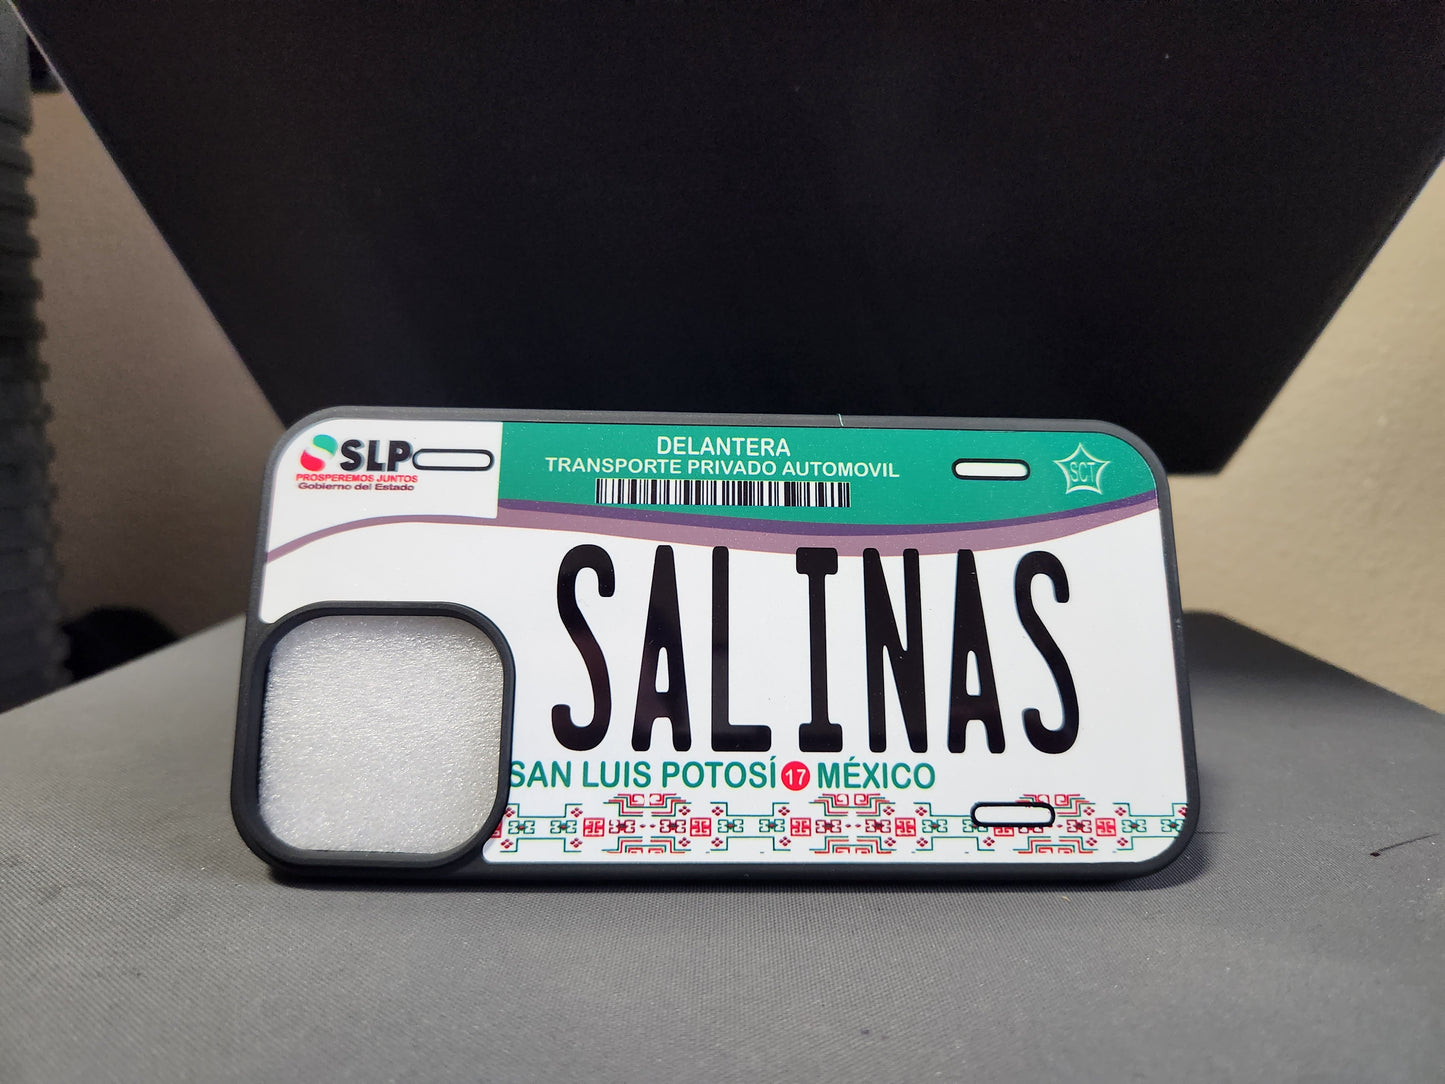 SLP
PROSPEREMOS JUNTOS
Gobierno del Estado
DELANTERA
TRANSPORTE PRIVADO AUTOMOVIL
SCT
SALINAS
SAN LUIS POTOSÍ 17 MÉXICO